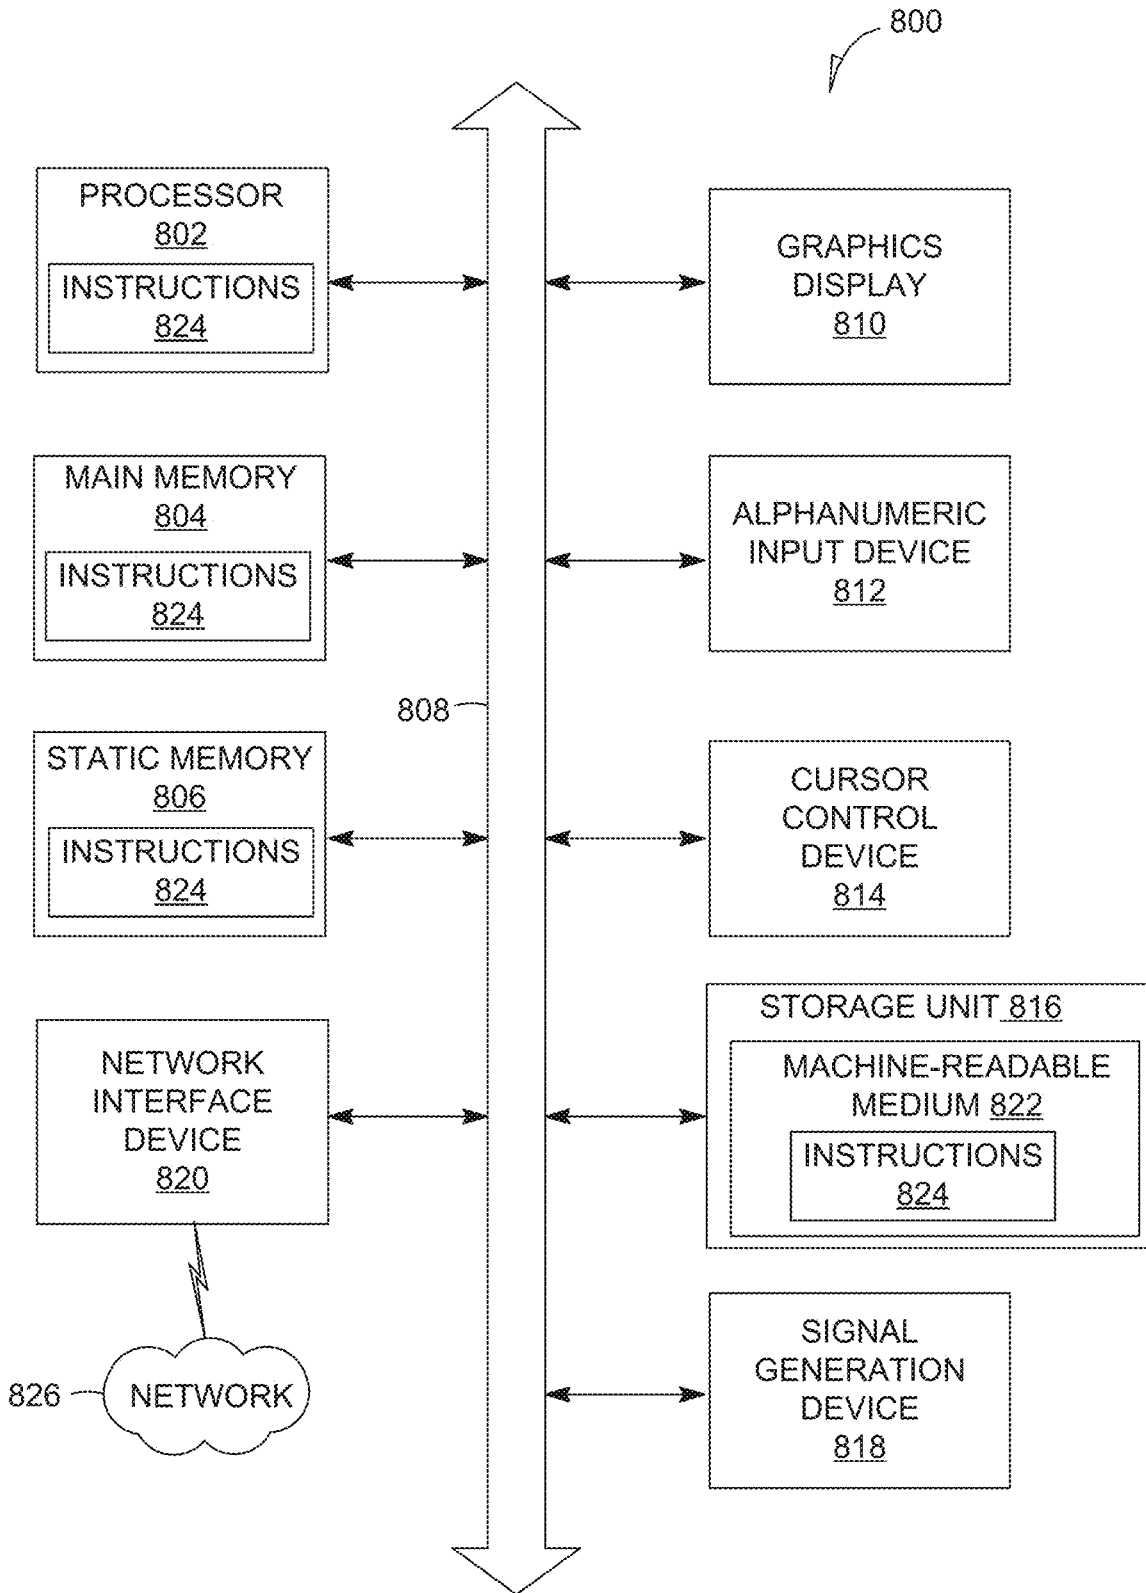 800
PROCESSOR
802
INSTRUCTIONS
824
GRAPHICS
DISPLAY
810
MAIN MEMORY
804
INSTRUCTIONS
824
ALPHANUMERIC
INPUT DEVICE
812
808
STATIC MEMORY
806
INSTRUCTIONS
824
CURSOR
CONTROL
DEVICE
814
NETWORK
INTERFACE
DEVICE
820
STORAGE UNIT 816
MACHINE-READABLE
MEDIUM 822
INSTRUCTIONS
824
826
NETWORK
SIGNAL
GENERATION
DEVICE
818